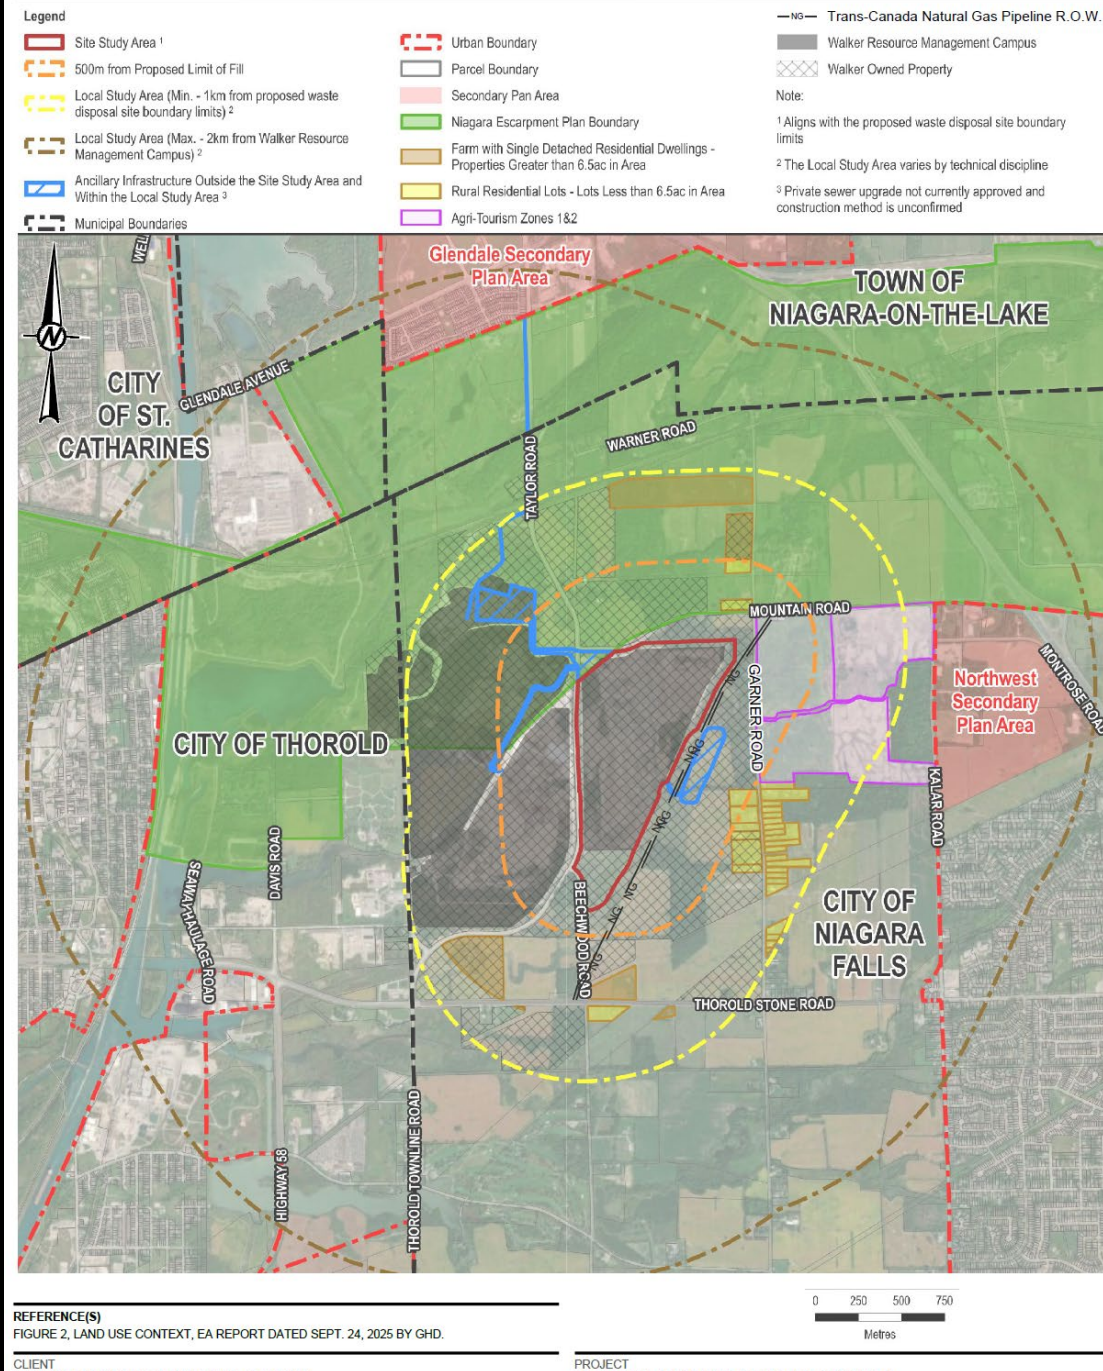 Legend
Site Study Area ¹
500m from Proposed Limit of Fill
Local Study Area (Min. - 1km from proposed waste
disposal site boundary limits) ²
Local Study Area (Max. - 2km from Walker Resource
Management Campus) ²
Ancillary Infrastructure Outside the Site Study Area and
Within the Local Study Area ³
Municipal Boundaries
Urban Boundary
Parcel Boundary
Secondary Pan Area
Niagara Escarpment Plan Boundary
Farm with Single Detached Residential Dwellings -
Properties Greater than 6.5ac in Area
Rural Residential Lots - Lots Less than 6.5ac in Area
Agri-Tourism Zones 1&2
NG Trans-Canada Natural Gas Pipeline R.O.W.
Walker Resource Management Campus
Walker Owned Property
Note:
¹ Aligns with the proposed waste disposal site boundary
limits
² The Local Study Area varies by technical discipline
³ Private sewer upgrade not currently approved and
construction method is unconfirmed
WEL
Glendale Secondary
Plan Area
TOWN OF
NIAGARA-ON-THE-LAKE
N
CITY
OF ST.
CATHARINES
GLENDALE AVENUE
WARNER ROAD
TAYLOR ROAD
MOUNTAIN ROAD
MONTROSE ROAD
GARNER ROAD
Northwest
Secondary
Plan Area
NG
NG
NG
CITY OF THOROLD
KALAR ROAD
NG
NG
DAVIS ROAD
SEAWAY HAULAGE ROAD
BEECHWOOD ROAD
NG
NG
NG
CITY OF
NIAGARA
FALLS
THOROLD STONE ROAD
THOROLD TOWNLINE ROAD
HIGHWAY 58
0 250 500 750
Metres
REFERENCE(S)
FIGURE 2, LAND USE CONTEXT, EA REPORT DATED SEPT. 24, 2025 BY GHD.
CLIENT
PROJECT